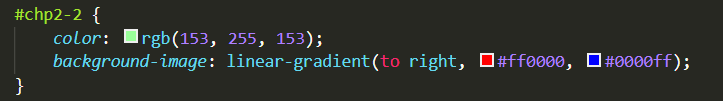 #chp2-2 {
color: rgb(153, 255, 153);
background-image: linear-gradient(to right, #ff0000, #0000ff);
}